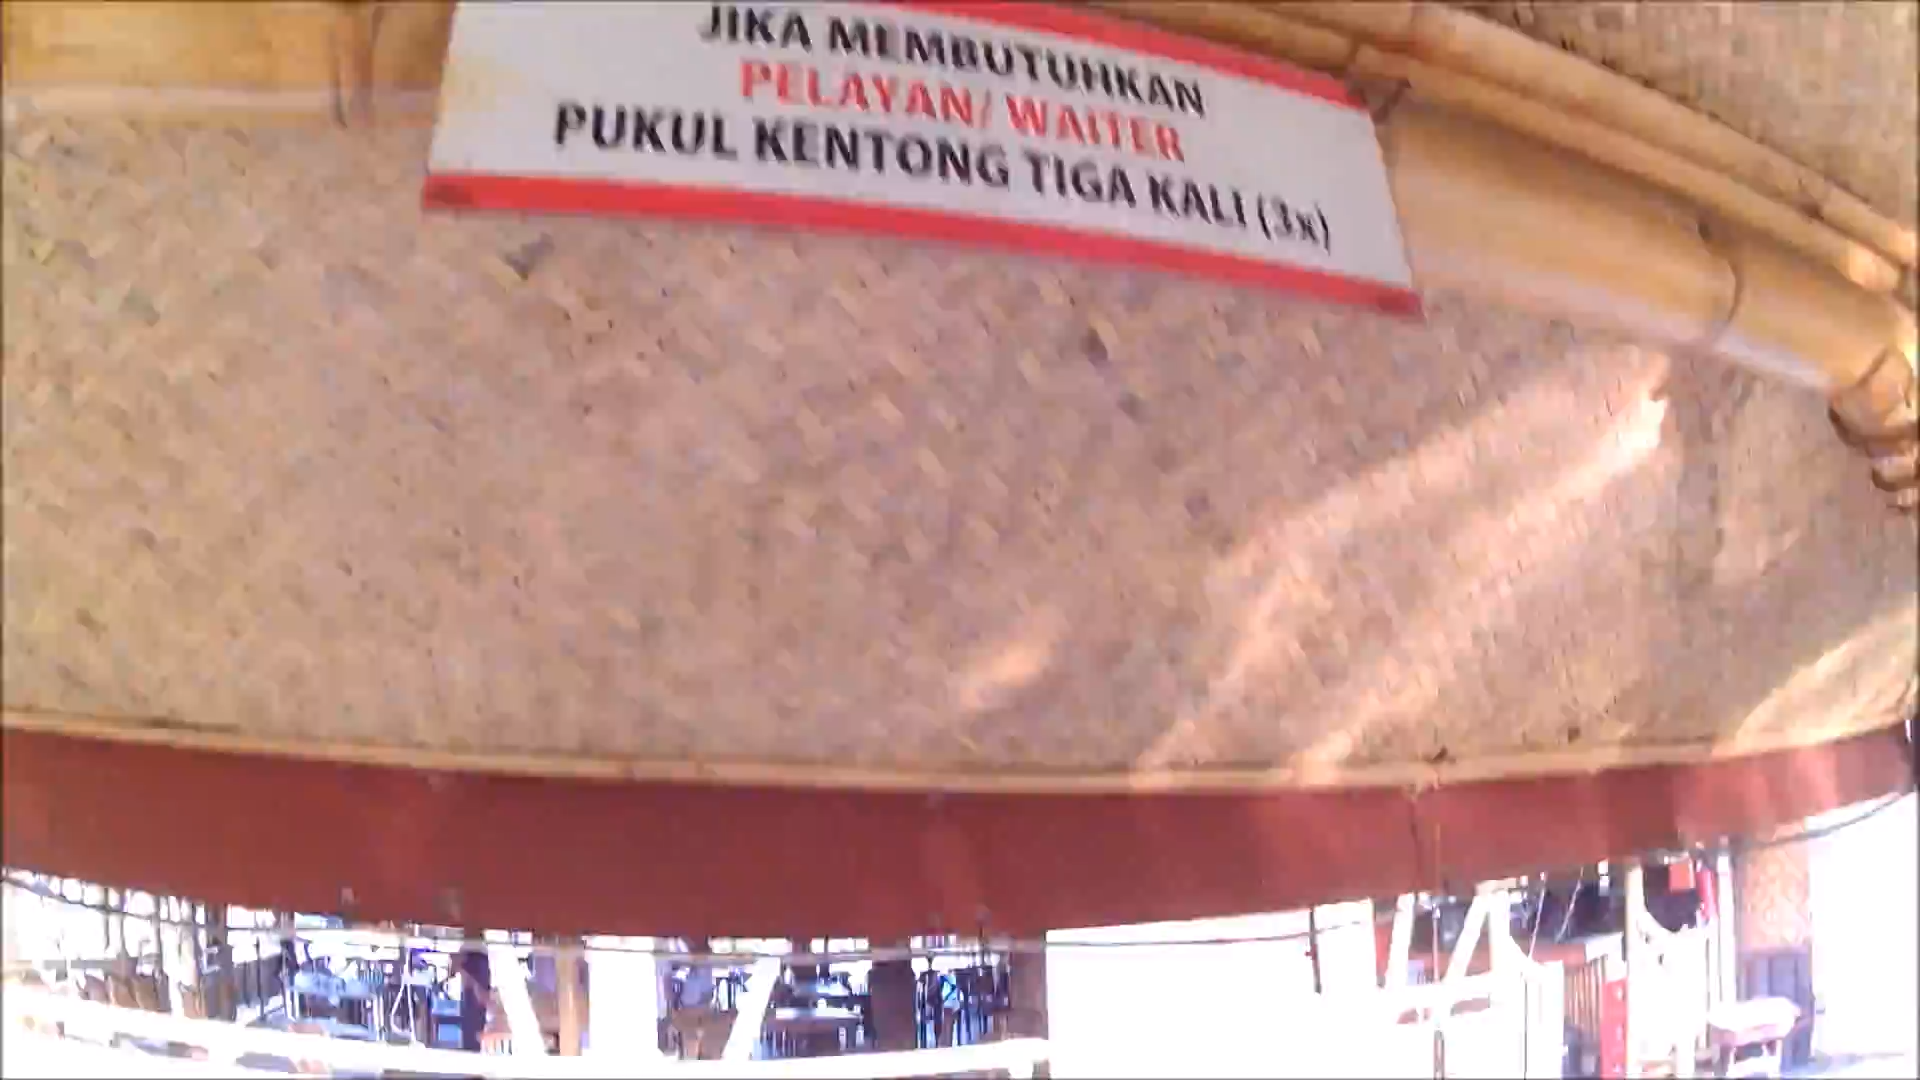 JIKA MEMBUTUHKAN
PELAYAN/ WAITER
PUKUL KENTONG TIGA KALI (3x)